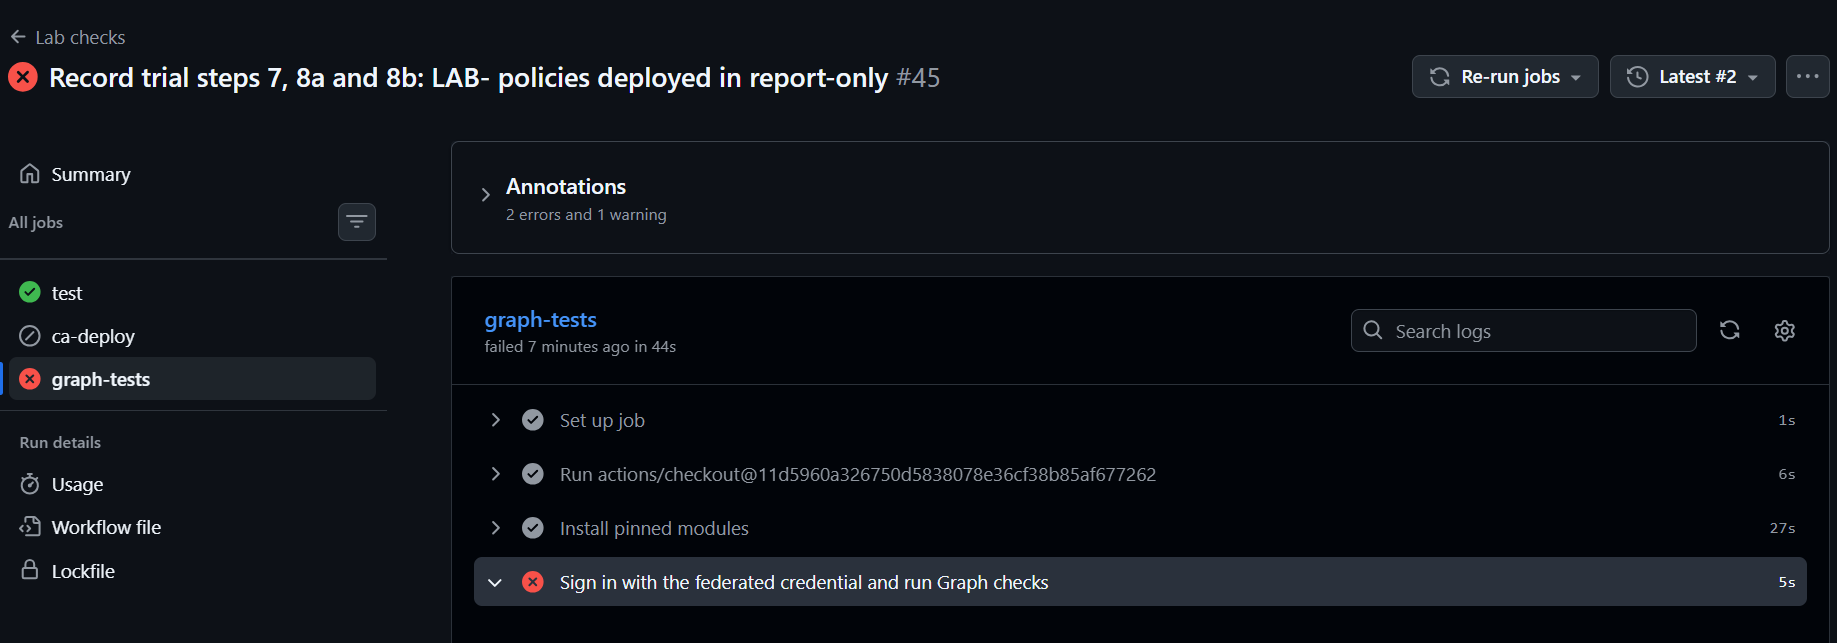 Lab checks
Record trial steps 7, 8a and 8b: LAB- policies deployed in report-only #45
Re-run jobs
Latest #2
Summary
All jobs
test
ca-deploy
graph-tests
Run details
Usage
Workflow file
Lockfile
Annotations
2 errors and 1 warning
graph-tests
failed 7 minutes ago in 44s
Search logs
Set up job 1s
Run actions/checkout@11d5960a326750d5838078e36cf38b85af677262 6s
Install pinned modules 27s
Sign in with the federated credential and run Graph checks 5s